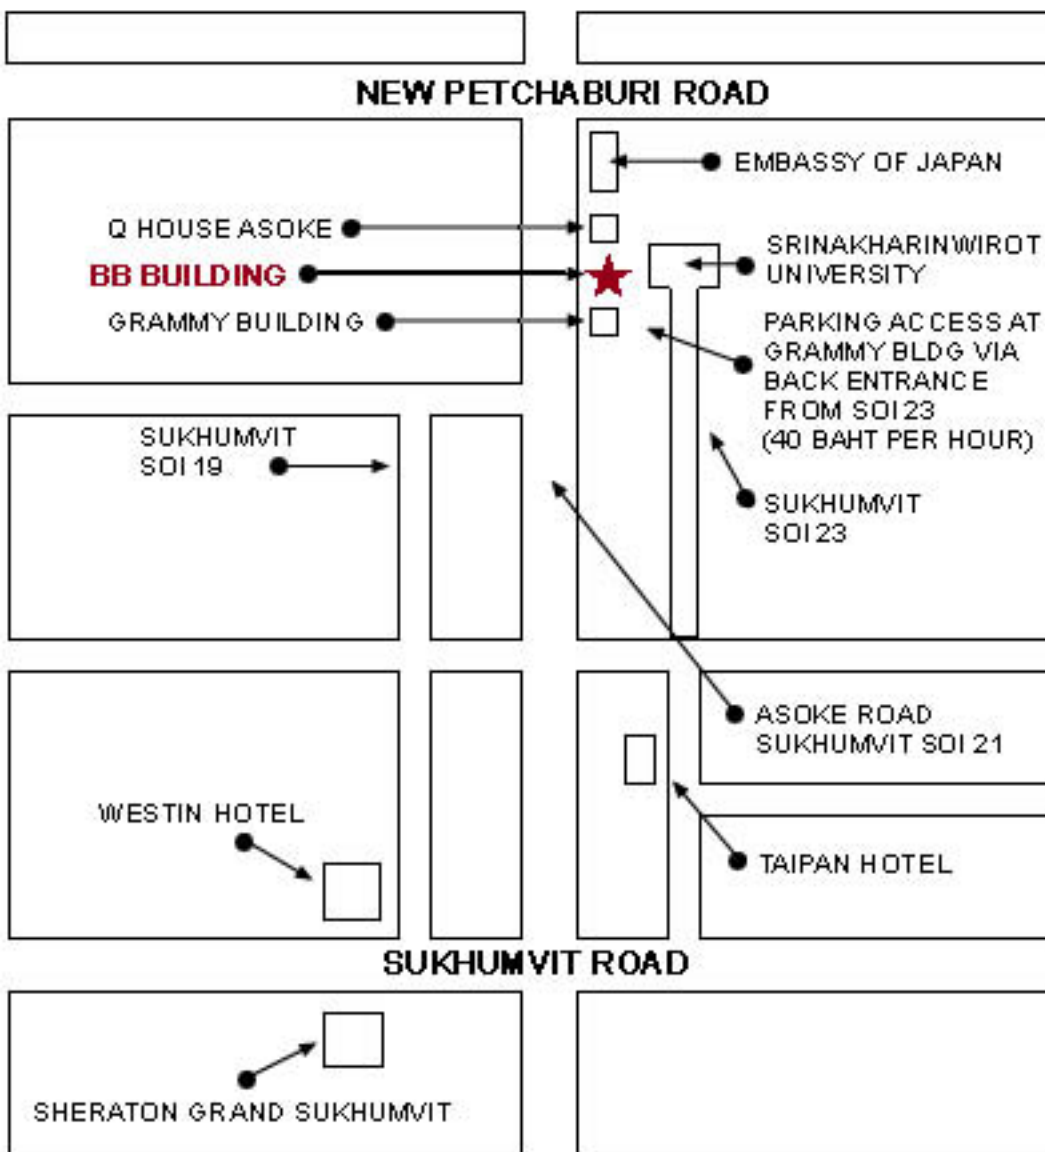 NEW PETCHABURI ROAD
EMBASSY OF JAPAN
Q HOUSE ASOKE
BB BUILDING
GRAMMY BUILDING
SRINAKHARINWIROT
UNIVERSITY
PARKING ACCESS AT
GRAMMY BLDG VIA
BACK ENTRANCE
FROM SOI 23
(40 BAHT PER HOUR)
SUKHUMVIT
SOI 19
SUKHUMVIT
SOI 23
ASOKE ROAD
SUKHUMVIT SOI 21
WESTIN HOTEL
TAIPAN HOTEL
SUKHUMVIT ROAD
SHERATON GRAND SUKHUMVIT